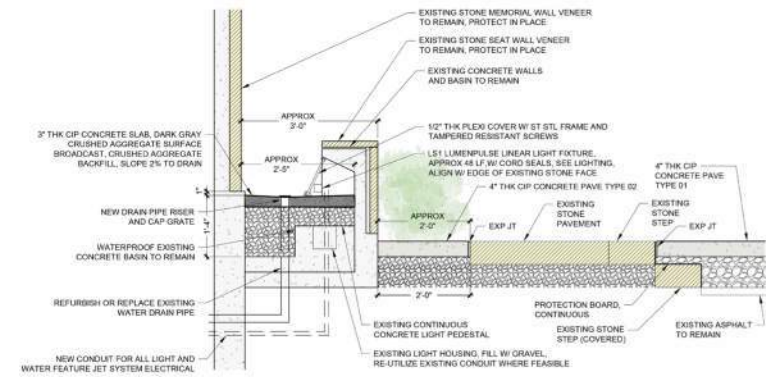 EXISTING STONE MEMORIAL WALL VENEER
TO REMAIN, PROTECT IN PLACE
EXISTING STONE SEAT WALL VENEER
TO REMAIN, PROTECT IN PLACE
EXISTING CONCRETE WALLS
AND BASIN TO REMAIN
APPROX
3'-0"
3" THK CIP CONCRETE SLAB, DARK GRAY
CRUSHED AGGREGATE SURFACE
BROADCAST, CRUSHED AGGREGATE
BACKFILL, SLOPE 2% TO DRAIN
1/2" THK PLEXI COVER W/ ST STL FRAME AND
TAMPERED RESISTANT SCREWS
LS1 LUMENPULSE LINEAR LIGHT FIXTURE,
APPROX 48 LF,W/ CORD SEALS, SEE LIGHTING,
ALIGN W/ EDGE OF EXISTING STONE FACE
APPROX
2'-5"
4" THK CIP CONCRETE PAVE TYPE 02
4" THK CIP
CONCRETE PAVE
TYPE 01
1"
1'-4"
NEW DRAIN PIPE RISER
AND CAP GRATE
APPROX
2'-0"
EXP JT
EXISTING
STONE
PAVEMENT
EXISTING
STONE
STEP
EXP JT
WATERPROOF EXISTING
CONCRETE BASIN TO REMAIN
REFURBISH OR REPLACE EXISTING
WATER DRAIN PIPE
2'-0"
PROTECTION BOARD,
CONTINUOUS
EXISTING STONE
STEP (COVERED)
EXISTING ASPHALT
TO REMAIN
EXISTING CONTINUOUS
CONCRETE LIGHT PEDESTAL
NEW CONDUIT FOR ALL LIGHT AND
WATER FEATURE JET SYSTEM ELECTRICAL
EXISTING LIGHT HOUSING, FILL W/ GRAVEL,
RE-UTILIZE EXISTING CONDUIT WHERE FEASIBLE